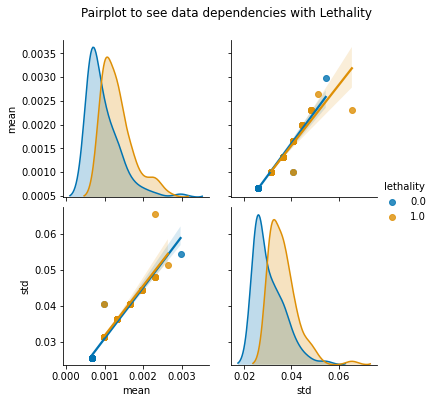 Pairplot to see data dependencies with Lethality
0.0035
0.0030
0.0025
0.0020
0.0015
0.0010
0.0005
mean
lethality
0.0
1.0
0.06
0.05
0.04
0.03
std
0.000 0.001 0.002 0.003
mean
0.02 0.04 0.06
std